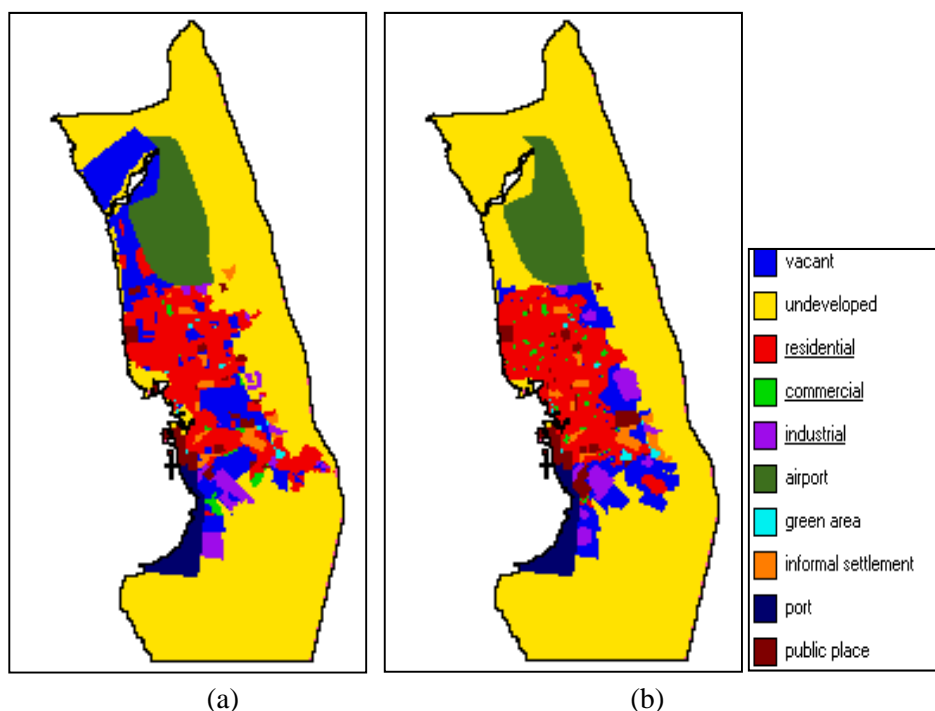 vacant
undeveloped
residential
commercial
industrial
airport
green area
informal settlement
port
public place
(a)
(b)